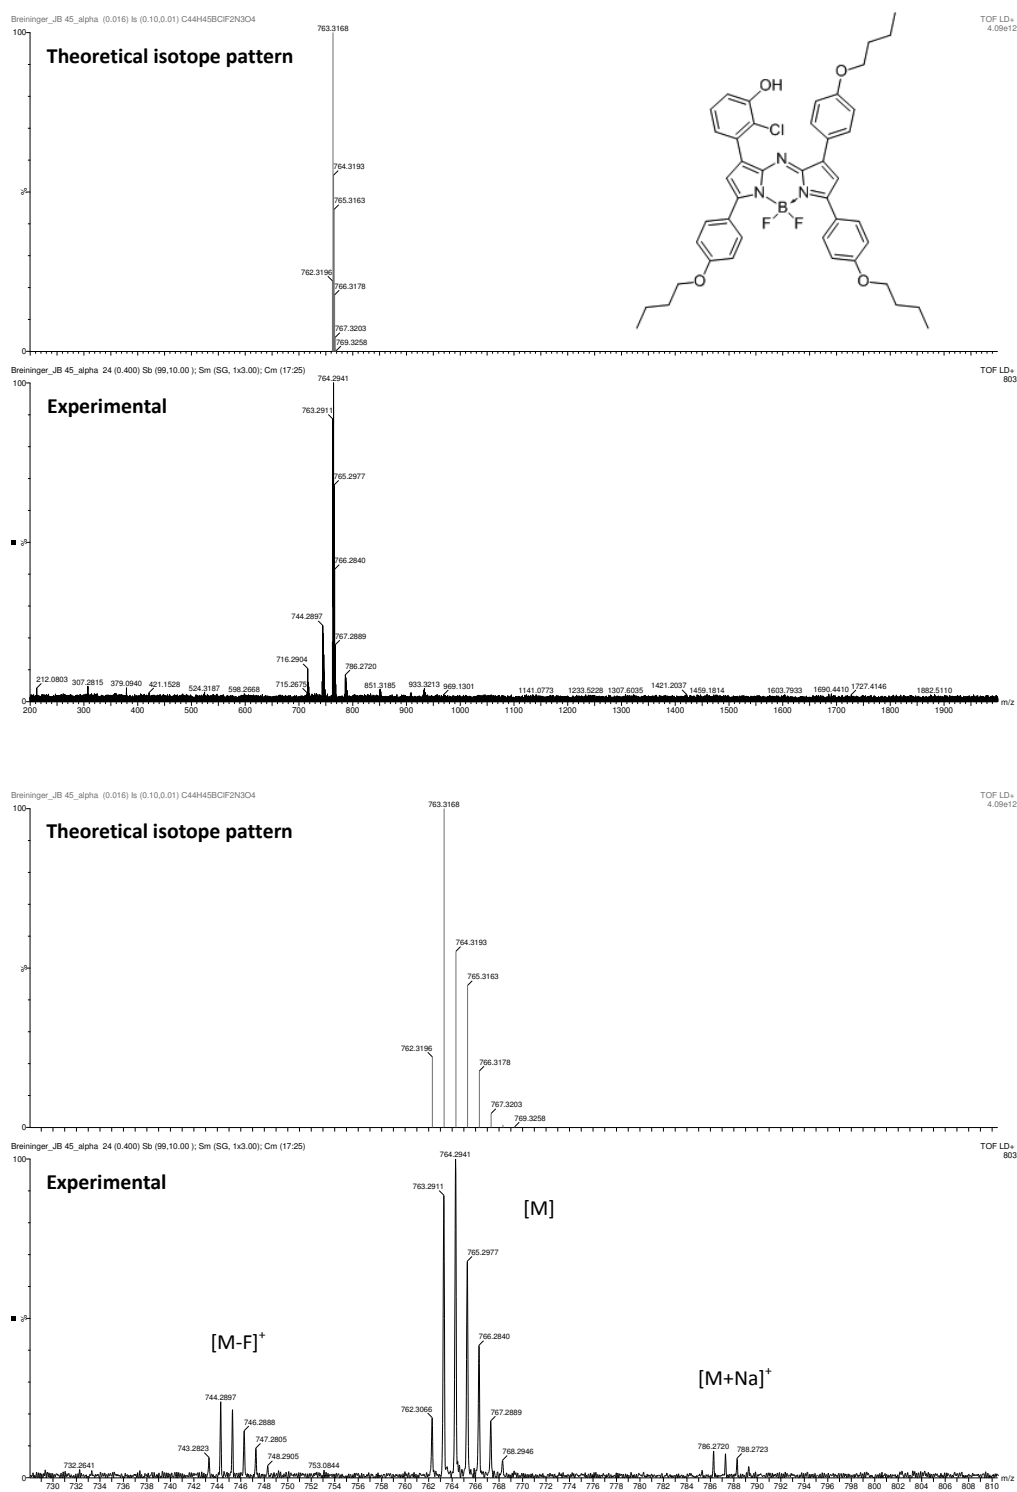 Breininger_JB 45_alpha (0.016) Is (0.10,0.01) C44H45BClF2N3O4
TOF LD+
4.09e12
Theoretical isotope pattern
100
%
763.3168
764.3193
765.3163
762.3196
766.3178
767.3203
769.3258
0
OH
Cl
O
N
N
N
B
F
F
O
O
Breininger_JB 45_alpha 24 (0.400) Sb (99,10.00 ); Sm (SG, 1x3.00); Cm (17:25)
TOF LD+
803
Experimental
100
%
764.2941
763.2911
765.2977
766.2840
744.2897
767.2889
716.2904
786.2720
212.0803
307.2815
379.0940
421.1528
524.3187
598.2668
715.2675
851.3185
933.3213
969.1301
1141.0773
1233.5228
1307.6035
1421.2037
1459.1814
1603.7933
1690.4410
1727.4146
1882.5110
0
200 300 400 500 600 700 800 900 1000 1100 1200 1300 1400 1500 1600 1700 1800 1900
m/z
Breininger_JB 45_alpha (0.016) Is (0.10,0.01) C44H45BClF2N3O4
TOF LD+
4.09e12
Theoretical isotope pattern
100
%
763.3168
764.3193
765.3163
762.3196
766.3178
767.3203
769.3258
0
Breininger_JB 45_alpha 24 (0.400) Sb (99,10.00 ); Sm (SG, 1x3.00); Cm (17:25)
TOF LD+
803
Experimental
100
%
764.2941
763.2911
[M]
765.2977
[M-F]+
766.2840
[M+Na]+
744.2897
762.3066
767.2889
746.2888
747.2805
743.2823
748.2905
732.2641
753.0844
768.2946
786.2720
788.2723
0
730 732 734 736 738 740 742 744 746 748 750 752 754 756 758 760 762 764 766 768 770 772 774 776 778 780 782 784 786 788 790 792 794 796 798 800 802 804 806 808 810
m/z